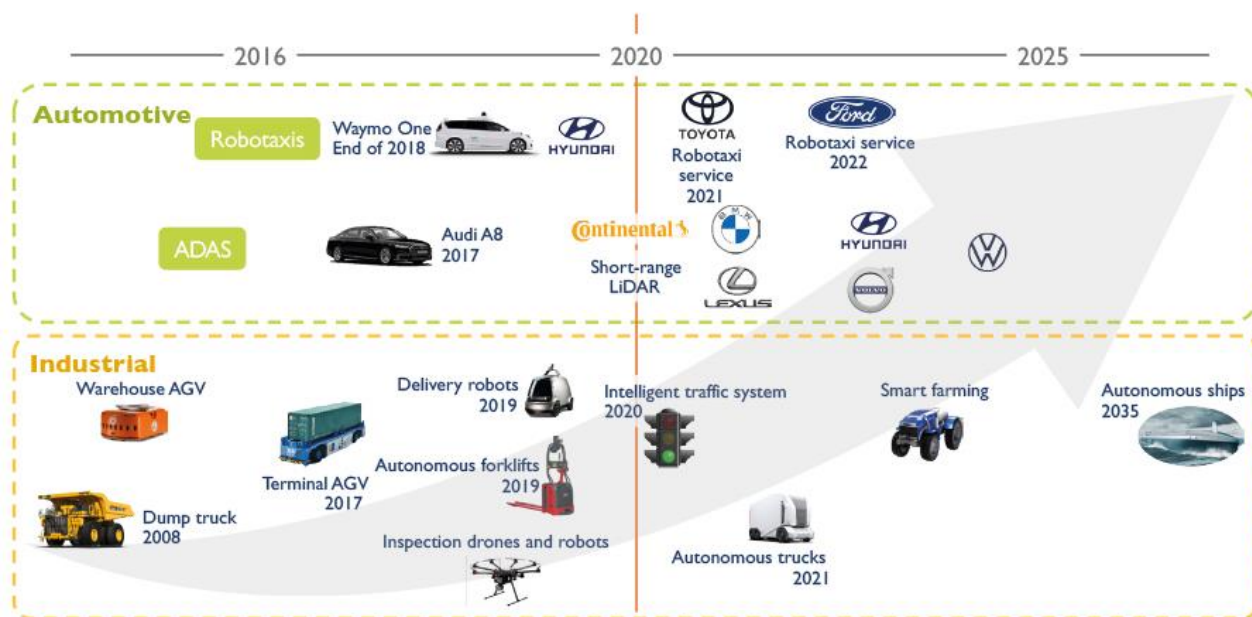 2016
2020
2025
Automotive
Robotaxis
Waymo One
End of 2018
HYUNDAI
TOYOTA
Robotaxi
service
2021
Ford
Robotaxi service
2022
ADAS
Audi A8
2017
Continental
Short-range
LiDAR
BMW
LEXUS
HYUNDAI
VOLVO
Industrial
Warehouse AGV
Dump truck
2008
Terminal AGV
2017
Delivery robots
2019
Autonomous forklifts
2019
Inspection drones and robots
Intelligent traffic system
2020
Autonomous trucks
2021
Smart farming
Autonomous ships
2035